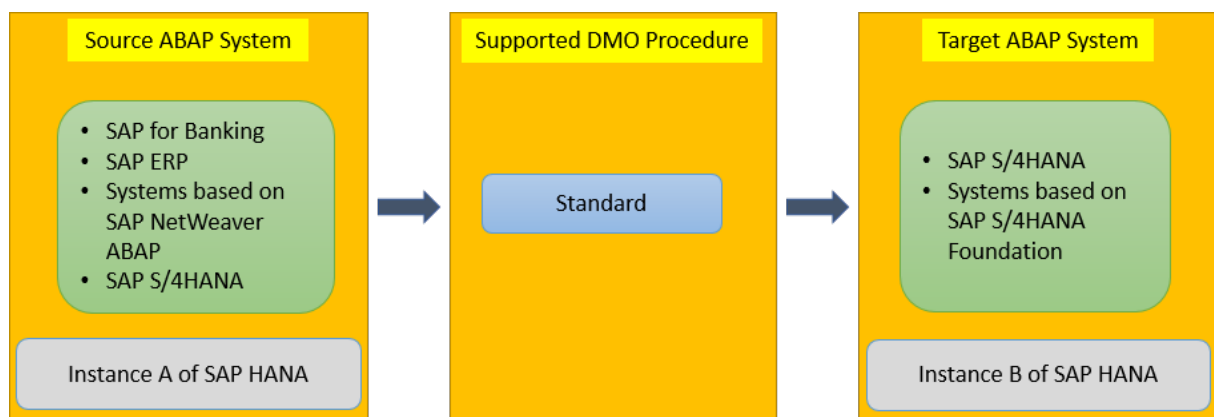 Source ABAP System
• SAP for Banking
• SAP ERP
• Systems based on
SAP NetWeaver
ABAP
• SAP S/4HANA
Instance A of SAP HANA
Supported DMO Procedure
Standard
Target ABAP System
• SAP S/4HANA
• Systems based on
SAP S/4HANA
Foundation
Instance B of SAP HANA